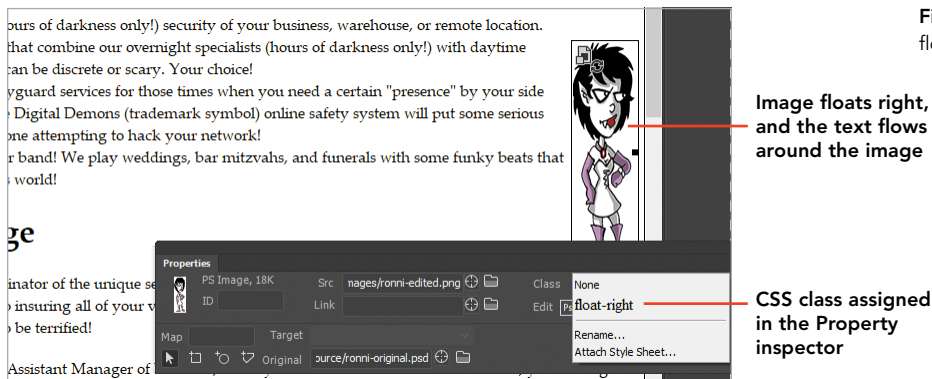 ours of darkness only!) security of your business, warehouse, or remote location.
that combine our overnight specialists (hours of darkness only!) with daytime
can be discrete or scary. Your choice!
yguard services for those times when you need a certain "presence" by your side
Digital Demons (trademark symbol) online safety system will put some serious
one attempting to hack your network!
r band! We play weddings, bar mitzvahs, and funerals with some funky beats that
s world!
ge
inator of the unique se
o insuring all of your v
o be terrified!
Assistant Manager of
Properties
PS Image, 18K
ID
Src nages/ronni-edited.png
Link
Class
Edit Ps
None
float-right
Rename...
Attach Style Sheet...
Map
Target
Original ource/ronni-original.psd
Fi
flo
Image floats right,
and the text flows
around the image
CSS class assigned
in the Property
inspector